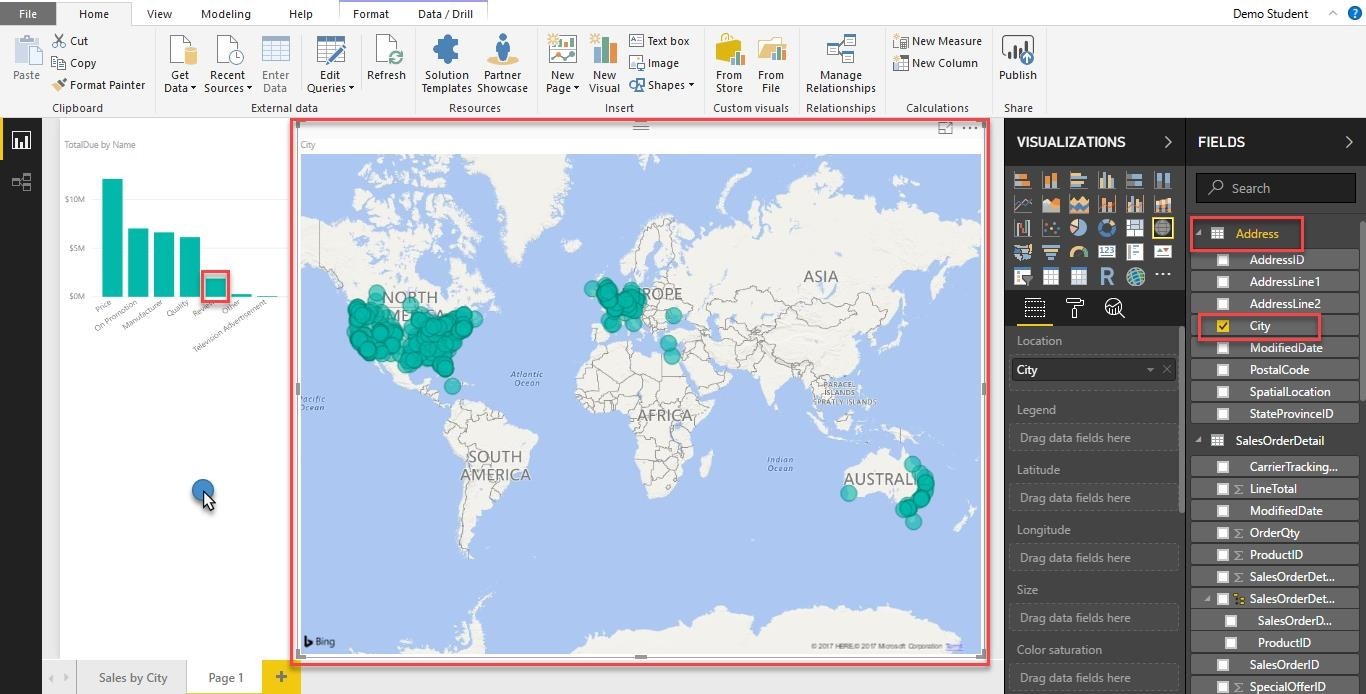 File Home View Modeling Help Format Data / Drill Demo Student
Cut
Copy
Format Painter
Paste
Get Data
Recent Sources
Enter Data
Edit Queries
Refresh
Solution Templates
Partner Showcase
New Page
New Visual
Text box
Image
Shapes
From Store
From File
Manage Relationships
New Measure
New Column
Publish
Clipboard External data Resources Insert Custom visuals Relationships Calculations Share
TotalDue by Name
$10M
$5M
$0M
Price
On Promotion
Manufacturer
Quality
Other
Television Advertisement
City
NORTH
ASIA
Atlantic
Ocean
Ocean
PARACEL
ISLANDS
SPRATLY ISLANDS
AFRICA
SOUTH
AMERICA
Indian
Ocean
Bing
© 2017 HERE © 2017 Microsoft Corporation Terms
VISUALIZATIONS
R
123
Location
City
Legend
Drag data fields here
Latitude
Drag data fields here
Longitude
Drag data fields here
Size
Drag data fields here
Color saturation
Drag data fields here
FIELDS
Search
Address
AddressID
AddressLine1
AddressLine2
City
ModifiedDate
PostalCode
SpatialLocation
StateProvinceID
SalesOrderDetail
CarrierTracking...
LineTotal
ModifiedDate
OrderQty
ProductID
SalesOrderDet...
SalesOrderDet...
SalesOrderD...
ProductID
SalesOrderID
SpecialOfferID
Sales by City Page 1 +